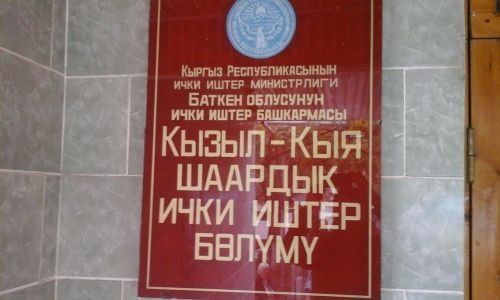 Кыргыз Республикасынын
ички иштер министрлиги
Баткен облусунун
ички иштер башкармасы
Кызыл-Кыя
шаардык
ички иштер
бөлүмү